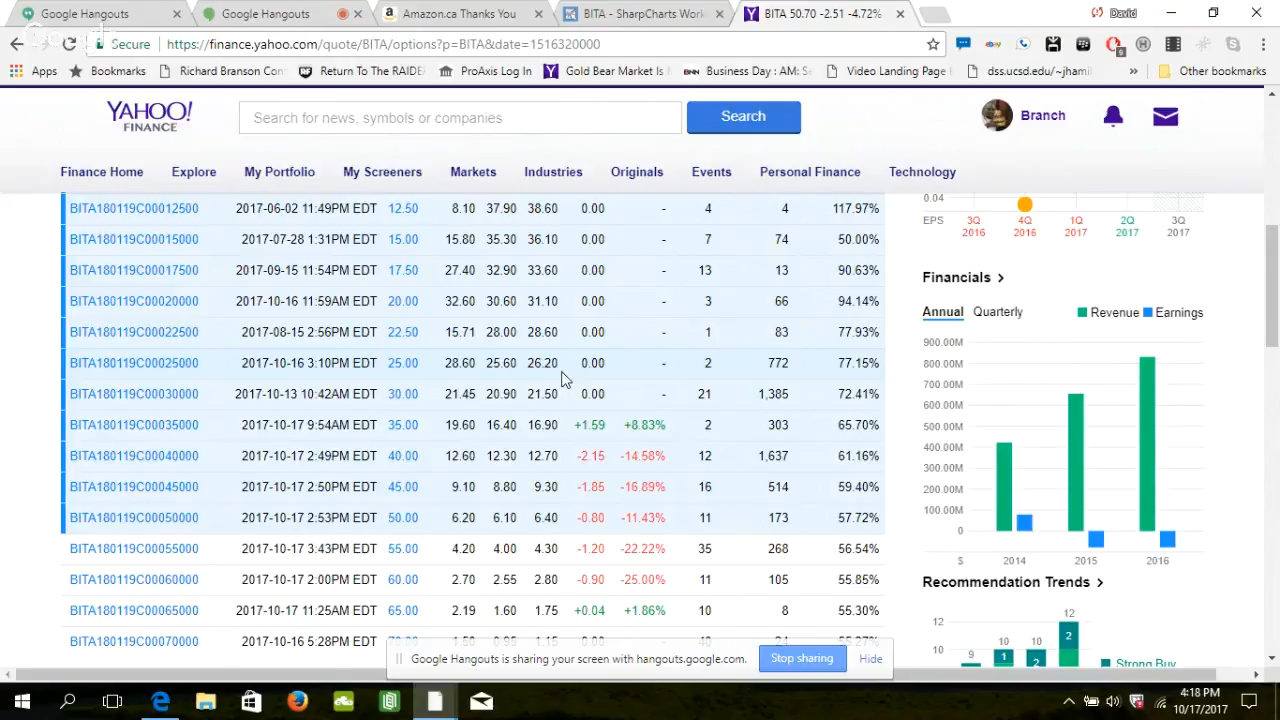 Google Hangouts
Google Hangouts
Amazon.ca Thanks You
BITA - SharpCharts Work
BITA 50.70 -2.51 -4.72%
David
Secure
https://finance.yahoo.com/quote/BITA/options?p=BITA&date=1516320000
Apps
Bookmarks
Richard Branson Con
Return To The RAIDE
ProAxis Log In
Gold Bear Market Is
Business Day : AM: Se
Video Landing Page
dss.ucsd.edu/~jhamil
»
Other bookmarks
YAHOO!
FINANCE
Search for news, symbols or companies
Search
Branch
Finance Home Explore My Portfolio My Screeners Markets Industries Originals Events Personal Finance Technology
BITA180119C00012500 2017-06-02 11:49PM EDT 12.50 8.10 37.90 38.60 0.00 - 4 4 117.97%
BITA180119C00015000 2017-07-28 1:31PM EDT 15.00 15.80 35.30 36.10 0.00 - 7 74 50.00%
BITA180119C00017500 2017-09-15 11:54PM EDT 17.50 27.40 32.90 33.60 0.00 - 13 13 90.63%
BITA180119C00020000 2017-10-16 11:59AM EDT 20.00 32.60 30.60 31.10 0.00 - 3 66 94.14%
BITA180119C00022500 2017-08-15 2:56PM EDT 22.50 15.71 28.00 28.60 0.00 - 1 83 77.93%
BITA180119C00025000 2017-10-16 3:10PM EDT 25.00 28.60 25.60 26.20 0.00 - 2 772 77.15%
BITA180119C00030000 2017-10-13 10:42AM EDT 30.00 21.45 20.90 21.50 0.00 - 21 1,385 72.41%
BITA180119C00035000 2017-10-17 9:54AM EDT 35.00 19.60 16.40 16.90 +1.59 +8.83% 2 303 65.70%
BITA180119C00040000 2017-10-17 2:49PM EDT 40.00 12.60 12.30 12.70 -2.15 -14.58% 12 1,637 61.16%
BITA180119C00045000 2017-10-17 2:50PM EDT 45.00 9.10 8.80 9.30 -1.85 -16.89% 16 514 59.40%
BITA180119C00050000 2017-10-17 2:53PM EDT 50.00 6.20 6.10 6.40 -0.80 -11.43% 11 173 57.72%
BITA180119C00055000 2017-10-17 3:43PM EDT 55.00 4.20 4.00 4.30 -1.20 -22.22% 35 268 56.54%
BITA180119C00060000 2017-10-17 2:00PM EDT 60.00 2.70 2.55 2.80 -0.90 -25.00% 11 105 55.85%
BITA180119C00065000 2017-10-17 11:25AM EDT 65.00 2.19 1.60 1.75 +0.04 +1.86% 10 8 55.30%
BITA180119C00070000 2017-10-16 5:28PM EDT
0.04
EPS 3Q 4Q 1Q 2Q 3Q
2016 2016 2017 2017 2017
Financials >
Annual Quarterly Revenue Earnings
900.00M
800.00M
700.00M
600.00M
500.00M
400.00M
300.00M
200.00M
100.00M
0
$ 2014 2015 2016
Recommendation Trends >
12
12
2
10
10
1
2
10
9
Strong Buy
Google Hangouts is sharing your screen with hangouts.google.com.
Stop sharing
Hide
4:18 PM
10/17/2017